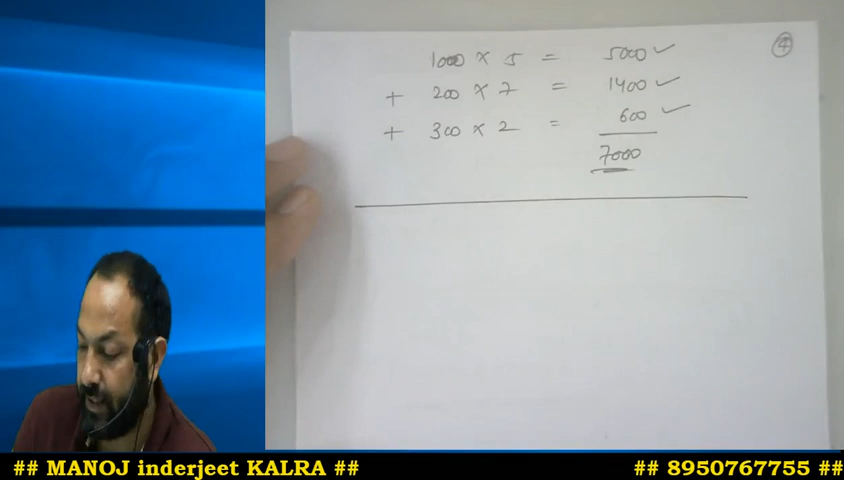 ④
1000 × 5 = 5000 ✓
+ 200 × 7 = 1400 ✓
+ 300 × 2 = 600 ✓
7000
## MANOJ inderjeet KALRA ## ## 8950767755 ##